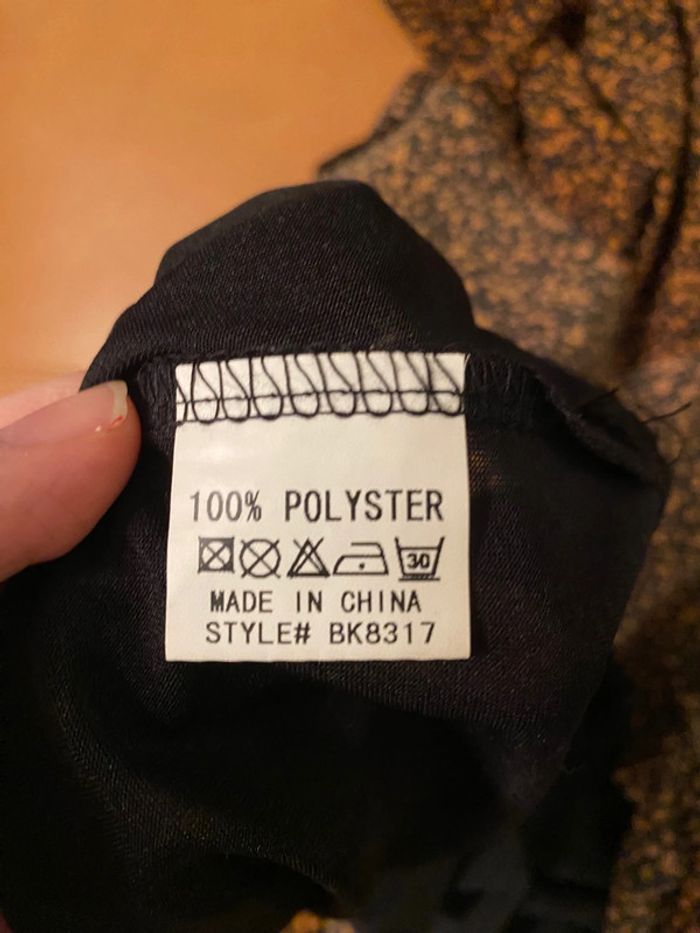 100% POLYSTER
30
MADE IN CHINA
STYLE# BK8317